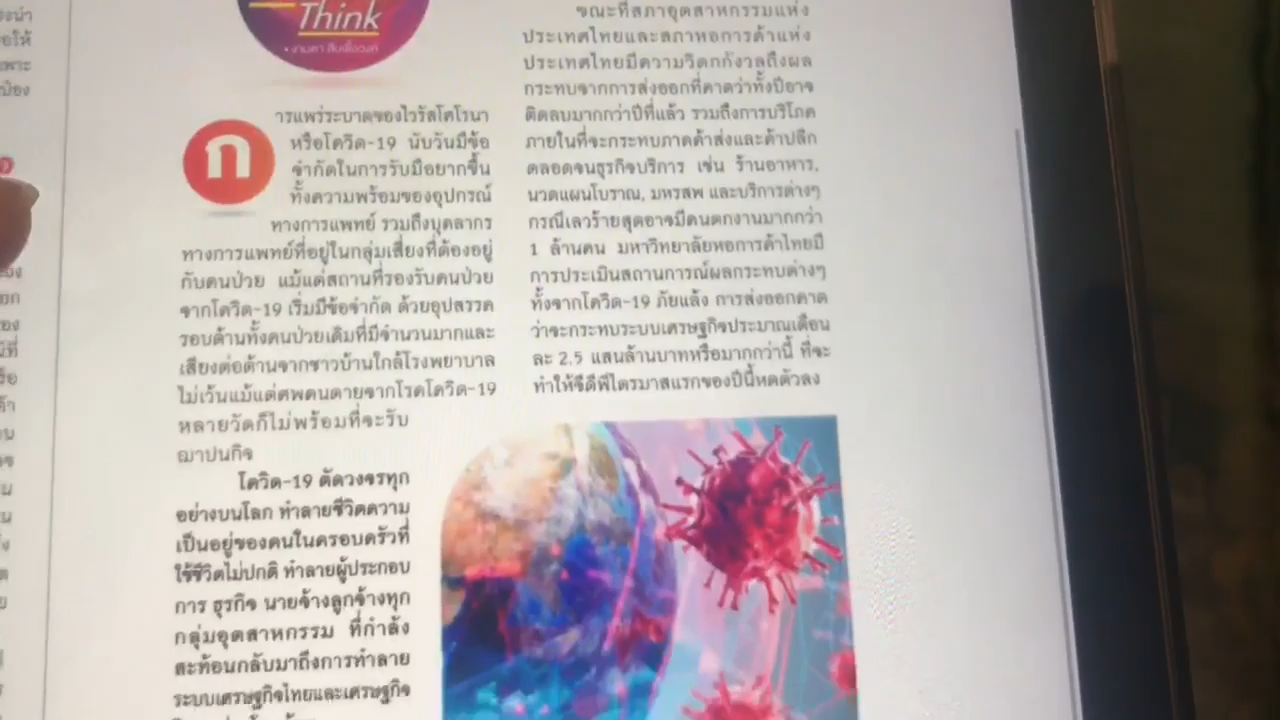 Think
• งามตา สืบเชื้อวงค์
การแพร่ระบาดของไวรัสโคโรนา
หรือโควิด-19 นับวันมีข้อ
จำกัดในการรับมือยากขึ้น
ทั้งความพร้อมของอุปกรณ์
ทางการแพทย์ รวมถึงบุคลากร
ทางการแพทย์ที่อยู่ในกลุ่มเสี่ยงที่ต้องอยู่
กับคนป่วย แม้แต่สถานที่รองรับคนป่วย
จากโควิด-19 เริ่มมีข้อจำกัด ด้วยอุปสรรค
รอบด้านทั้งคนป่วยเดิมที่มีจำนวนมากและ
เสียงต่อต้านจากชาวบ้านใกล้โรงพยาบาล
ไม่เว้นแม้แต่ศพคนตายจากโรคโควิด-19
หลายวัดก็ไม่พร้อมที่จะรับ
ฌาปนกิจ
โควิด-19 ตัดวงจรทุก
อย่างบนโลก ทำลายชีวิตความ
เป็นอยู่ของคนในครอบครัวที่
ใช้ชีวิตไม่ปกติ ทำลายผู้ประกอบ
การ ธุรกิจ นายจ้างลูกจ้างทุก
กลุ่มอุตสาหกรรม ที่กำลัง
สะท้อนกลับมาถึงการทำลาย
ระบบเศรษฐกิจไทยและเศรษฐกิจ
ขณะที่สภาอุตสาหกรรมแห่ง
ประเทศไทยและสภาหอการค้าแห่ง
ประเทศไทยมีความวิตกกังวลถึงผล
กระทบจากการส่งออกที่คาดว่าทั้งปีอาจ
ติดลบมากกว่าปีที่แล้ว รวมถึงการบริโภค
ภายในที่จะกระทบภาคค้าส่งและค้าปลีก
ตลอดจนธุรกิจบริการ เช่น ร้านอาหาร,
นวดแผนโบราณ, มหรสพ และบริการต่างๆ
กรณีเลวร้ายสุดอาจมีคนตกงานมากกว่า
1 ล้านคน มหาวิทยาลัยหอการค้าไทยมี
การประเมินสถานการณ์ผลกระทบต่างๆ
ทั้งจากโควิด-19 ภัยแล้ง การส่งออกคาด
ว่าจะกระทบระบบเศรษฐกิจประมาณเดือน
ละ 2.5 แสนล้านบาทหรือมากกว่านี้ ที่จะ
ทำให้จีดีพีไตรมาสแรกของปีนี้หดตัวลง